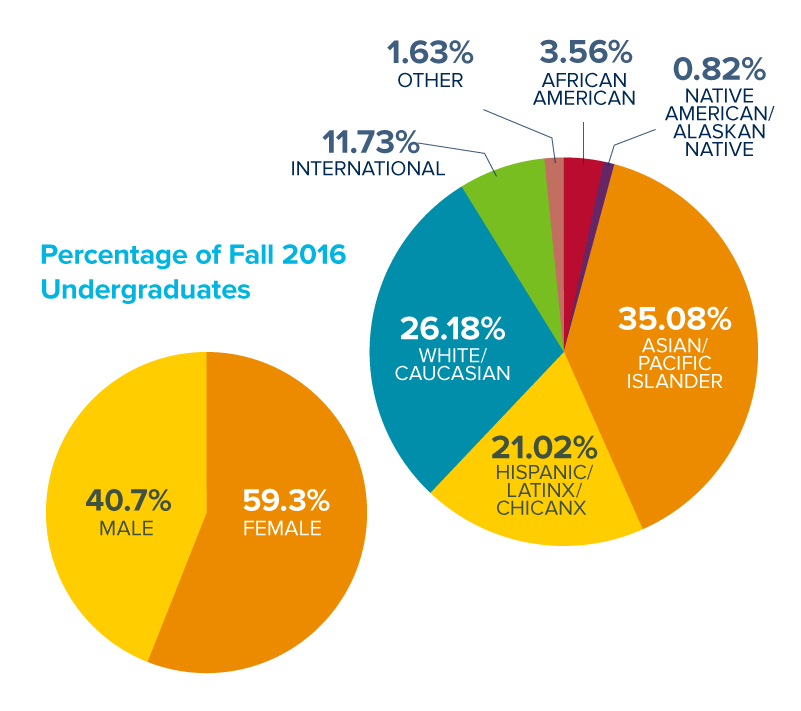 1.63%
OTHER
3.56%
AFRICAN
AMERICAN
0.82%
NATIVE
AMERICAN/
ALASKAN
NATIVE
11.73%
INTERNATIONAL
Percentage of Fall 2016
Undergraduates
26.18%
WHITE/
CAUCASIAN
35.08%
ASIAN/
PACIFIC
ISLANDER
21.02%
HISPANIC/
LATINX/
CHICANX
40.7%
MALE
59.3%
FEMALE